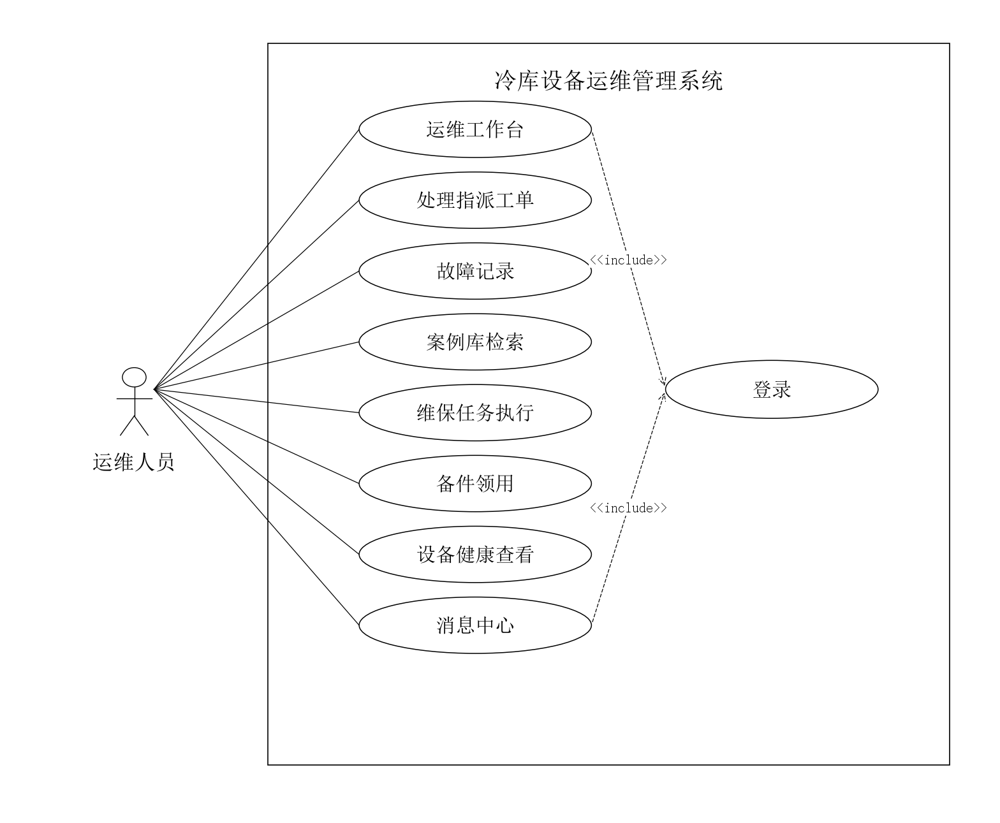 冷库设备运维管理系统
运维工作台
处理指派工单
<<include>>
故障记录
案例库检索
登录
维保任务执行
运维人员
备件领用
<<include>>
设备健康查看
消息中心